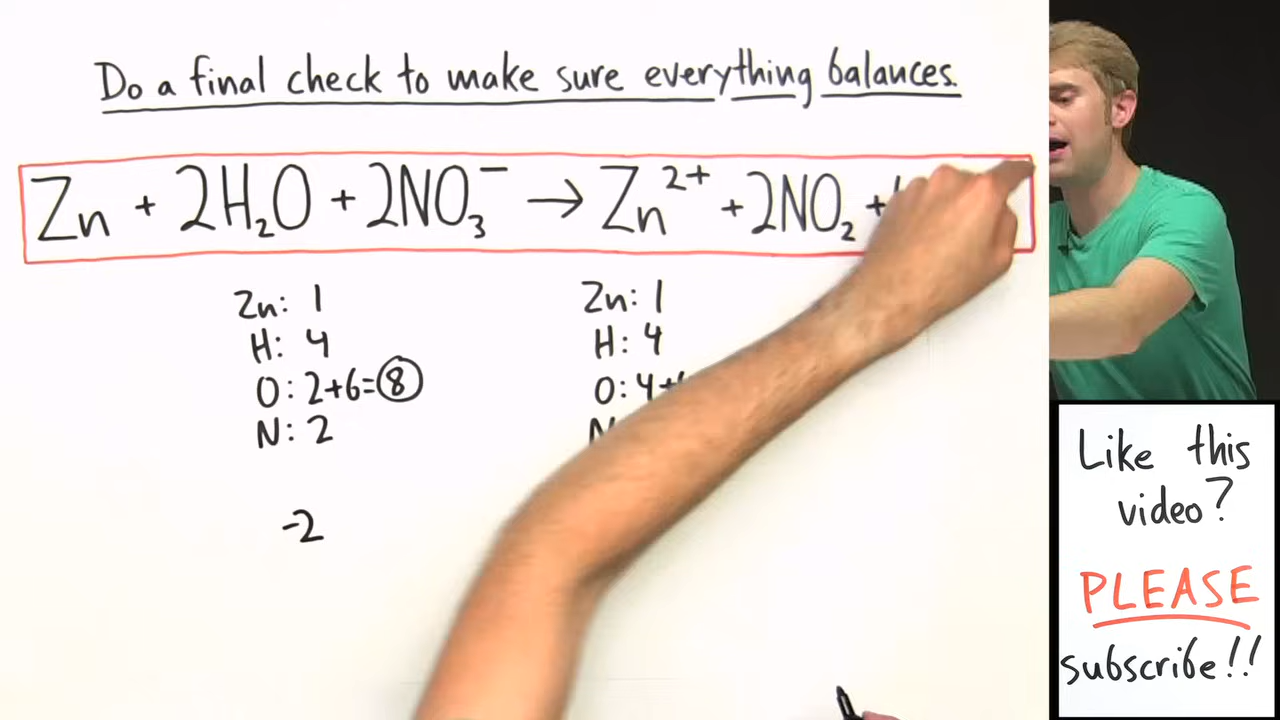 Do a final check to make sure everything balances.
Zn + 2H₂O + 2NO₃⁻ → Zn²⁺ + 2NO₂ +
Zn: 1
H: 4
O: 2+6=8
N: 2
-2
Zn: 1
H: 4
O: 4+
N
Like this
video?
PLEASE
subscribe!!